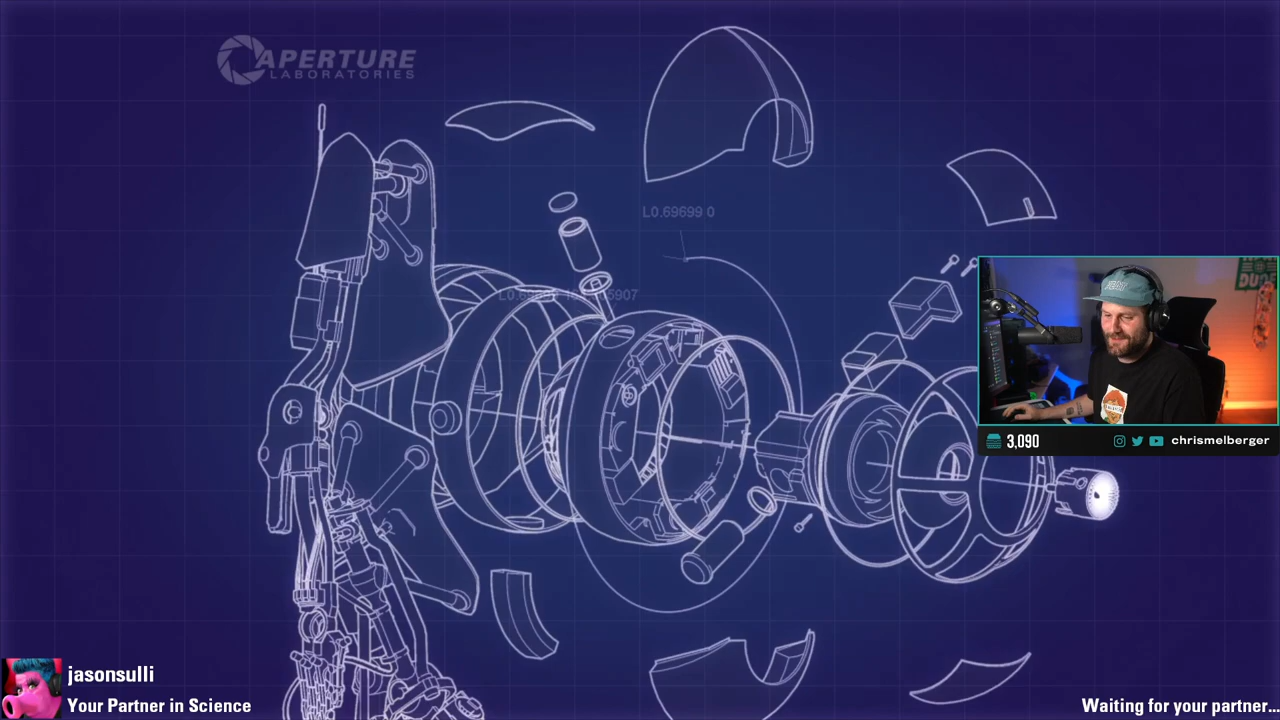 APERTURE
LABORATORIES
L0.69699 0
3,090
chrismelberger
jasonsulli
Your Partner in Science
Waiting for your partner...